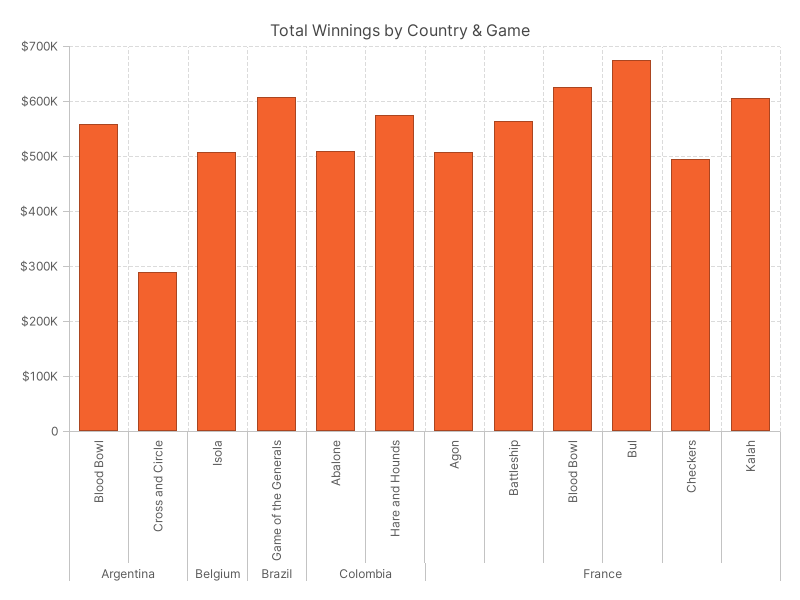 Total Winnings by Country & Game
$700K
$600K
$500K
$400K
$300K
$200K
$100K
0
Blood Bowl
Cross and Circle
Isola
Game of the Generals
Abalone
Hare and Hounds
Agon
Battleship
Blood Bowl
Bul
Checkers
Kalah
Argentina
Belgium
Brazil
Colombia
France